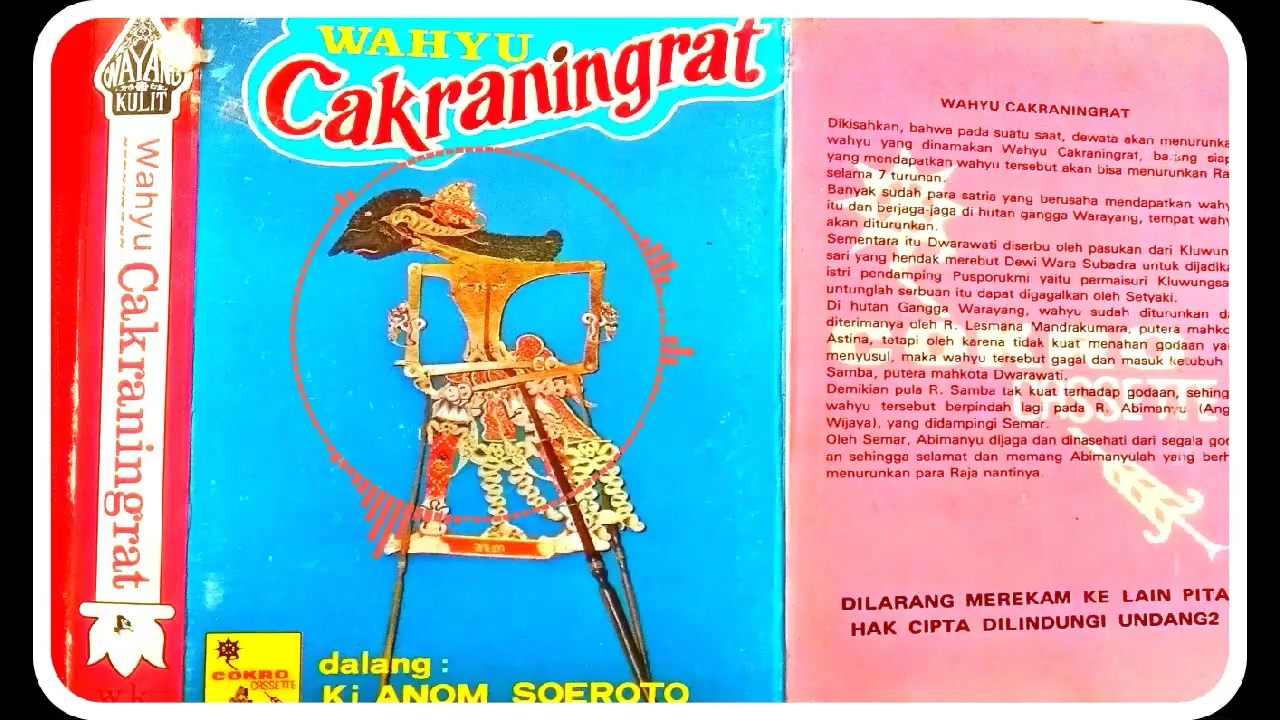 WAYANG
KULIT
Wahyu Cakraningrat
W k
WAHYU
Cakraningrat
COKRO
CASSETTE
dalang :
Ki ANOM SOEROTO
WAHYU CAKRANINGRAT
Dikisahkan, bahwa pada suatu saat, dewata akan menurunka
wahyu yang dinamakan Wahyu Cakraningrat, barang siap
yang mendapatkan wahyu tersebut akan bisa menurunkan Ra
selama 7 turunan.
Banyak sudah para satria yang berusaha mendapatkan wahy
itu dan berjaga-jaga di hutan gangga Warayang, tempat wahy
akan diturunkan.
Sementara itu Dwarawati diserbu oleh pasukan dari Kluwun
sari yang hendak merebut Dewi Wara Subadra untuk dijadika
istri pendamping Pusporukmi yaitu permaisuri Kluwungsa
untunglah serbuan itu dapat digagalkan oleh Setyaki.
Di hutan Gangga Warayang, wahyu sudah diturunkan da
diterimanya oleh R. Lesmana Mandrakumara, putera mahko
Astina, tetapi oleh karena tidak kuat menahan godaan ya
menyusul, maka wahyu tersebut gagal dan masuk ketubuh
Samba, putera mahkota Dwarawati.
Demikian pula R. Samba tak kuat terhadap godaan, sehing
wahyu tersebut berpindah lagi pada R. Abimanyu (Ang
Wijaya), yang didampingi Semar.
Oleh Semar, Abimanyu dijaga dan dinasehati dari segala god
an sehingga selamat dan memang Abimanyulah yang berh
menurunkan para Raja nantinya.
CASSETTE
DILARANG MEREKAM KE LAIN PITA
HAK CIPTA DILINDUNGI UNDANG2